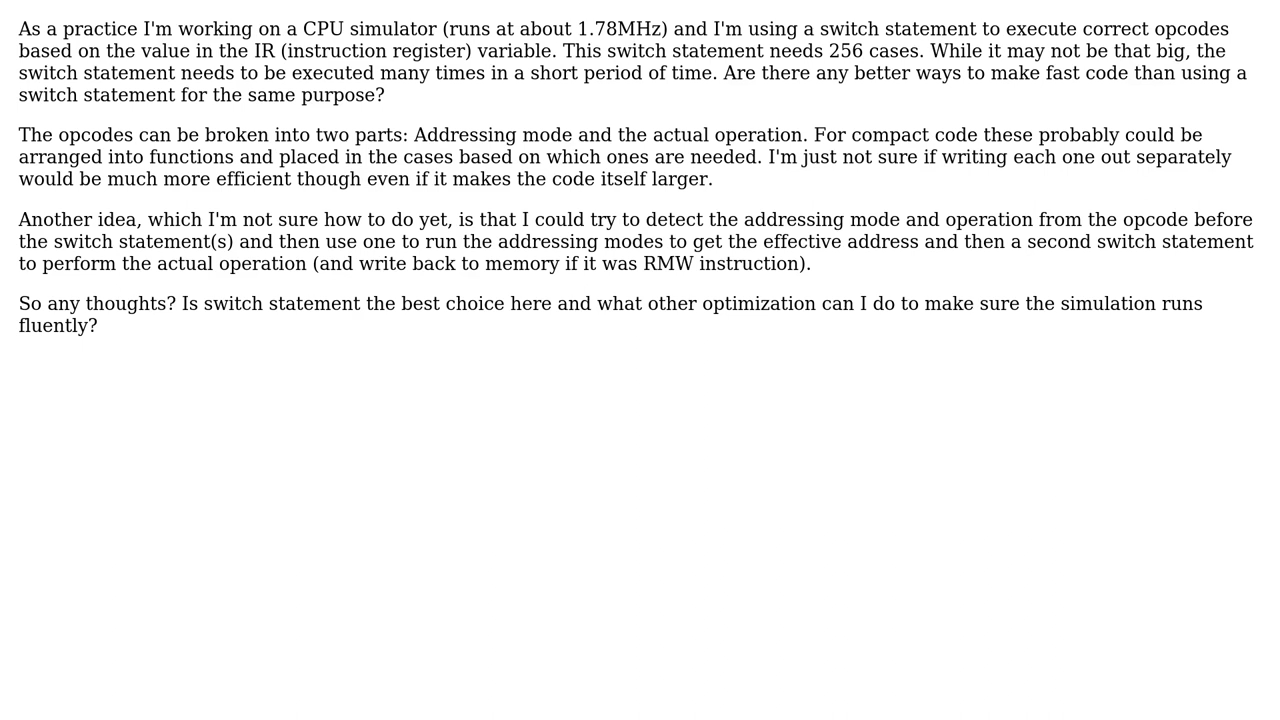 As a practice I'm working on a CPU simulator (runs at about 1.78MHz) and I'm using a switch statement to execute correct opcodes
based on the value in the IR (instruction register) variable. This switch statement needs 256 cases. While it may not be that big, the
switch statement needs to be executed many times in a short period of time. Are there any better ways to make fast code than using a
switch statement for the same purpose?
The opcodes can be broken into two parts: Addressing mode and the actual operation. For compact code these probably could be
arranged into functions and placed in the cases based on which ones are needed. I'm just not sure if writing each one out separately
would be much more efficient though even if it makes the code itself larger.
Another idea, which I'm not sure how to do yet, is that I could try to detect the addressing mode and operation from the opcode before
the switch statement(s) and then use one to run the addressing modes to get the effective address and then a second switch statement
to perform the actual operation (and write back to memory if it was RMW instruction).
So any thoughts? Is switch statement the best choice here and what other optimization can I do to make sure the simulation runs
fluently?